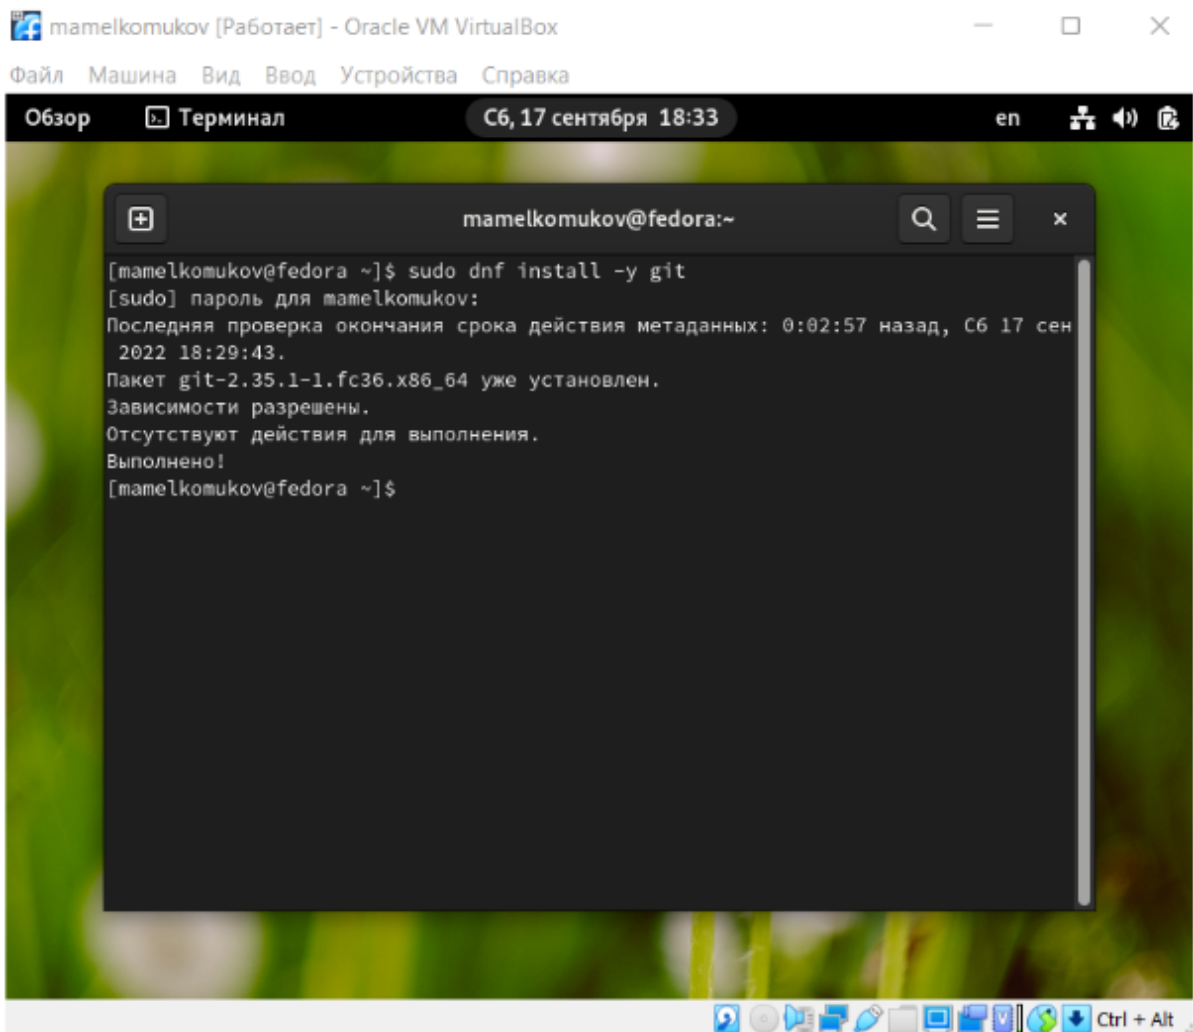 mamelkomukov [Работает] - Oracle VM VirtualBox
Файл Машина Вид Ввод Устройства Справка
Обзор Терминал Сб, 17 сентября 18:33 en
mamelkomukov@fedora:~
[mamelkomukov@fedora ~]$ sudo dnf install -y git
[sudo] пароль для mamelkomukov:
Последняя проверка окончания срока действия метаданных: 0:02:57 назад, Сб 17 сен
2022 18:29:43.
Пакет git-2.35.1-1.fc36.x86_64 уже установлен.
Зависимости разрешены.
Отсутствуют действия для выполнения.
Выполнено!
[mamelkomukov@fedora ~]$
Ctrl + Alt